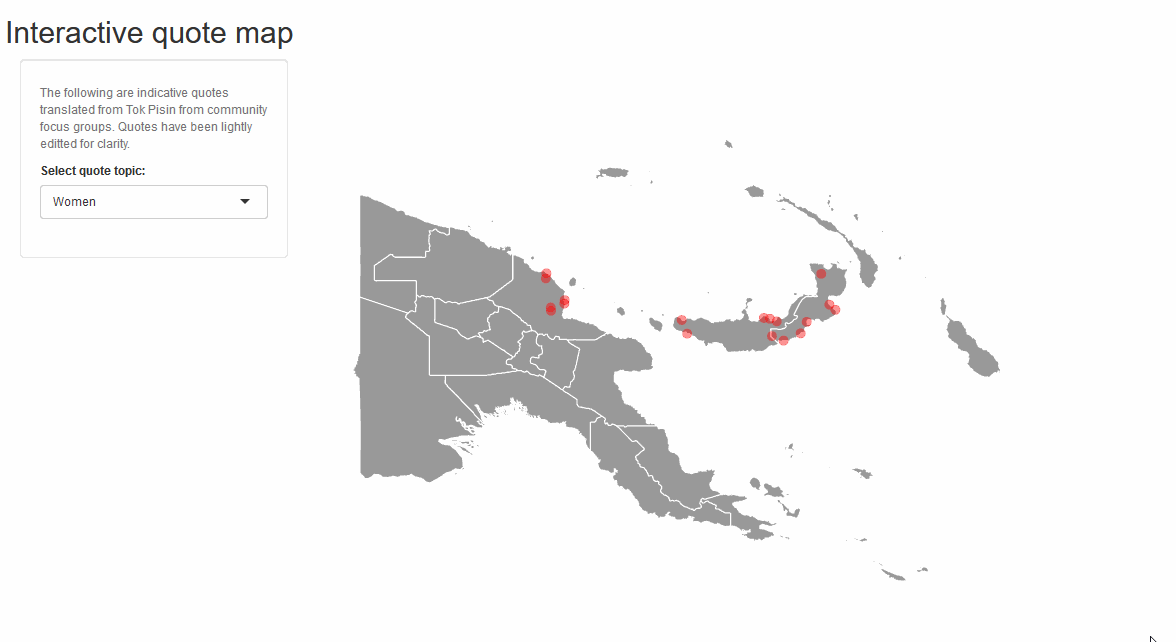 Interactive quote map
The following are indicative quotes
translated from Tok Pisin from community
focus groups. Quotes have been lightly
editted for clarity.
Select quote topic:
Women